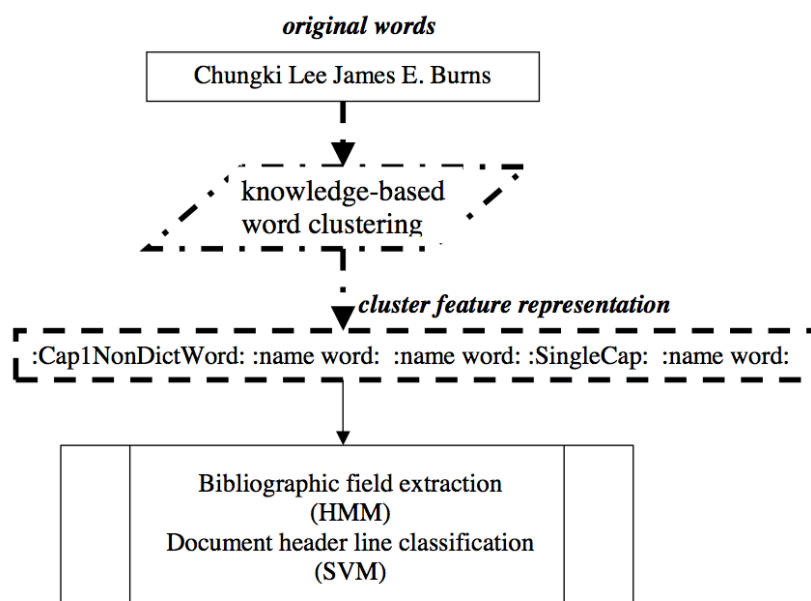 original words
Chungki Lee James E. Burns
knowledge-based
word clustering
cluster feature representation
:Cap1NonDictWord: :name word: :name word: :SingleCap: :name word:
Bibliographic field extraction
(HMM)
Document header line classification
(SVM)